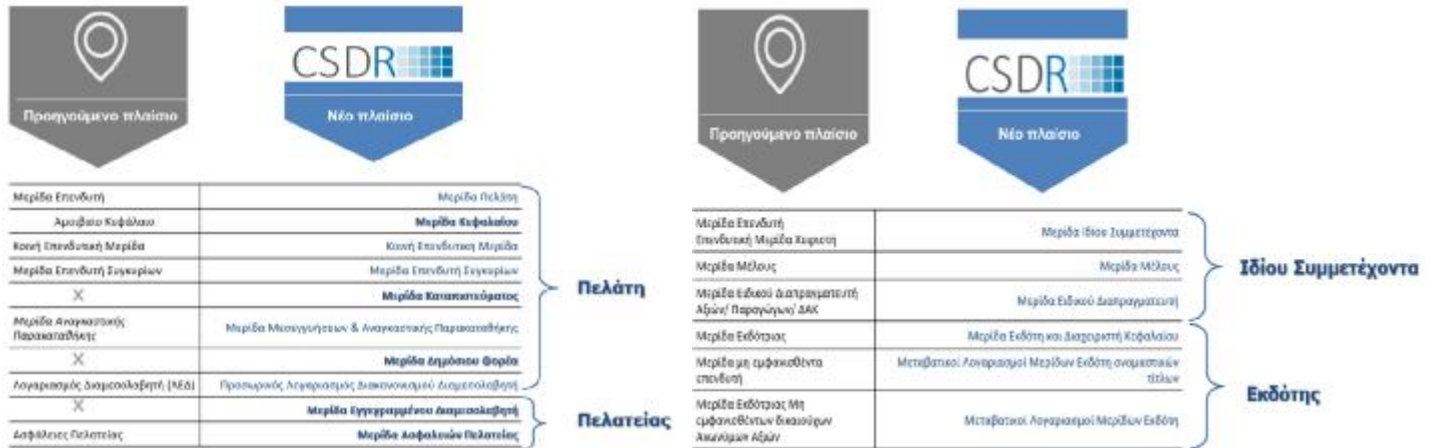 Προηγούμενο πλαίσιο
CSDR
Νέο πλαίσιο
Μερίδα Επενδυτή Μερίδα Πελάτη
Αμοιβαίο Κεφάλαιο Μερίδα Κεφαλαίου
Κοινή Επενδυτική Μερίδα Κοινή Επενδυτική Μερίδα
Μερίδα Επενδυτή Συγκυρίων Μερίδα Επενδυτή Συγκυρίων
X Μερίδα Καταπιστεύματος
Μερίδα Αναγκαστικής
Παρακαταθήκης Μερίδα Μεσεγγυήσεων & Αναγκαστικής Παρακαταθήκης
X Μερίδα Δημόσιου Φορέα
Λογαριασμός Διαμεσολαβητή (ΛΕΔ) Προσωρινός Λογαριασμός Διακανονισμού Διαμεσολαβητή
Πελάτη
X Μερίδα Εγγεγραμμένου Διαμεσολαβητή
Ασφάλειες Πελατείας Μερίδα Ασφαλειών Πελατείας
Πελατείας
Προηγούμενο πλαίσιο
CSDR
Νέο πλαίσιο
Μερίδα Επενδυτή
Επενδυτική Μερίδα Χειριστή Μερίδα Ιδίου Συμμετέχοντα
Μερίδα Μέλους Μερίδα Μέλους
Μερίδα Ειδικού Διαπραγματευτή
Αξιών/ Παραγώγων/ ΔΑΚ Μερίδα Ειδικού Διαπραγματευτή
Ιδίου Συμμετέχοντα
Μερίδα Εκδότριας Μερίδα Εκδότη και Διαχειριστή Κεφαλαίου
Μερίδα μη εμφανισθέντα
επενδυτή Μεταβατικοί Λογαριασμοί Μερίδων Εκδότη ονομαστικών
τίτλων
Μερίδα Εκδότριας Μη
εμφανισθέντων δικαιούχων
Ανωνύμων Αξιών Μεταβατικοί Λογαριασμοί Μερίδων Εκδότη
Εκδότης